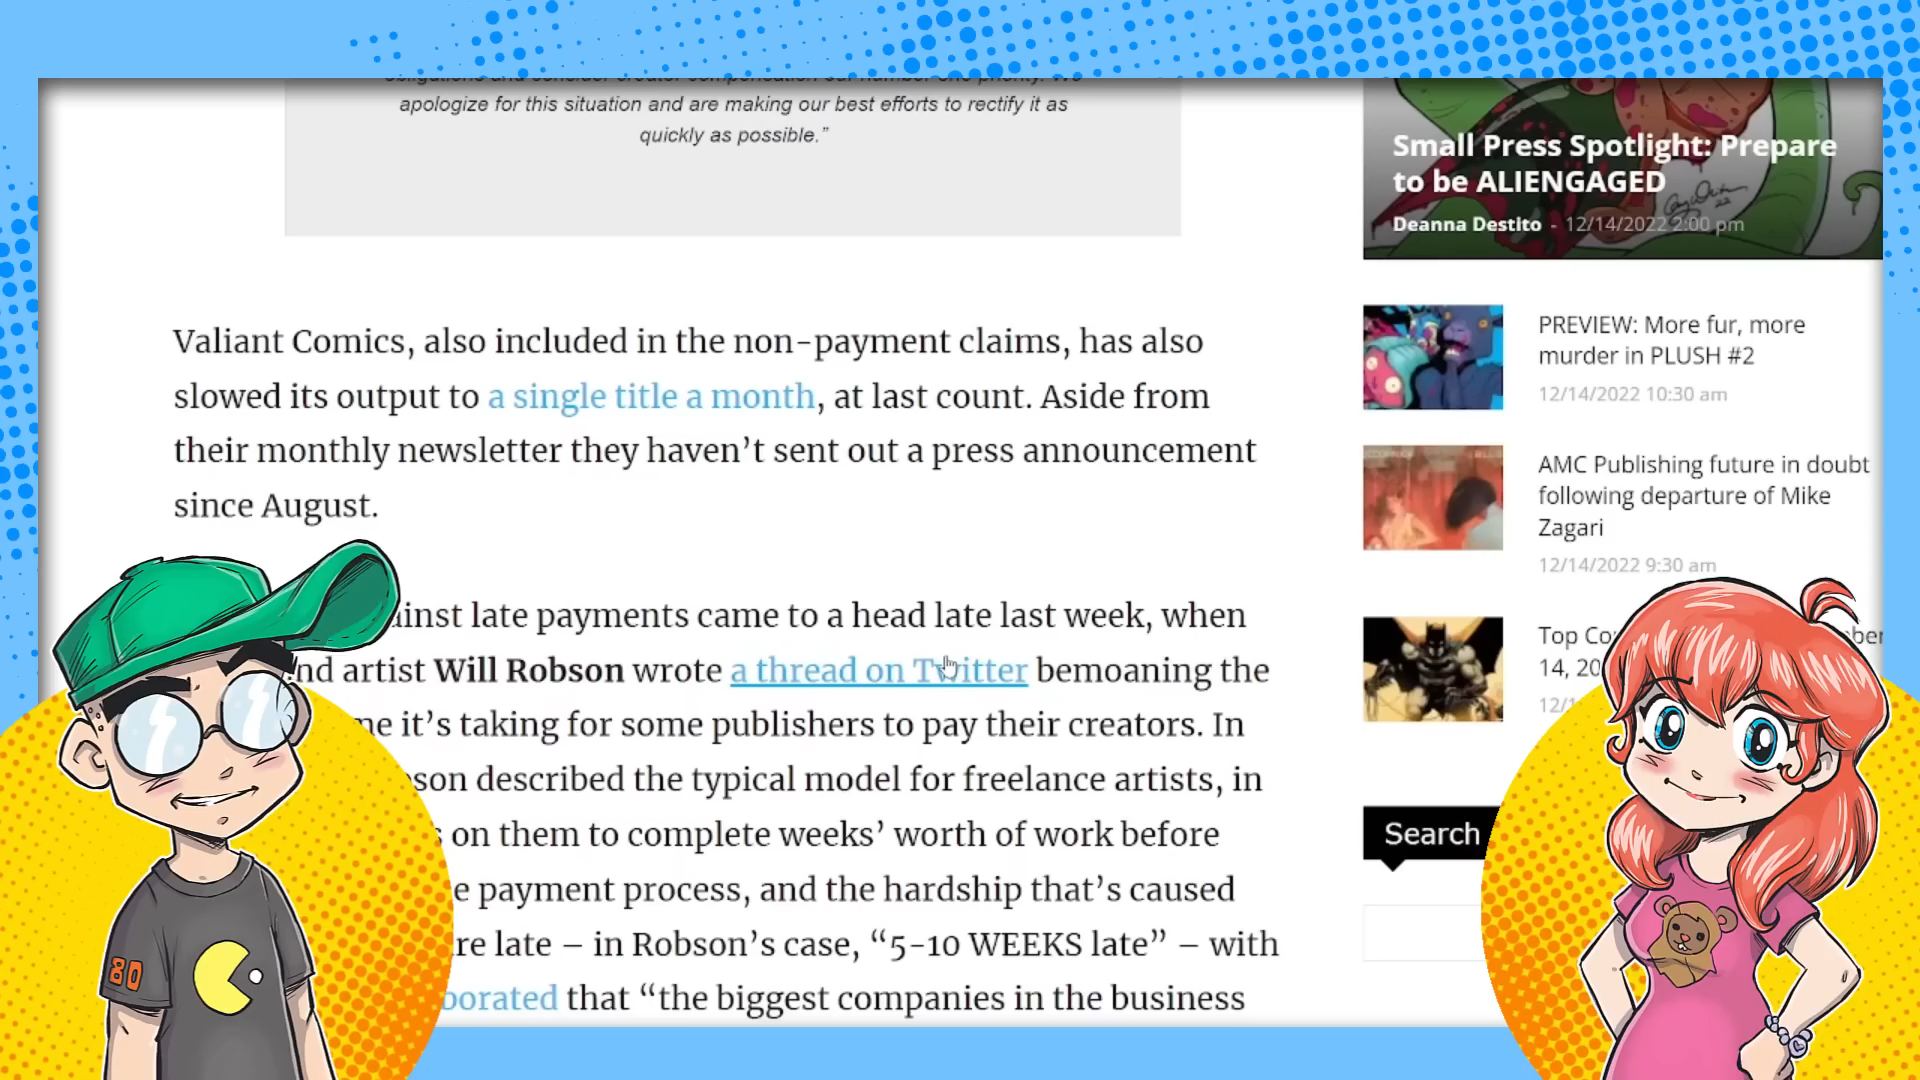 apologize for this situation and are making our best efforts to rectify it as
quickly as possible.”
Valiant Comics, also included in the non-payment claims, has also
slowed its output to a single title a month, at last count. Aside from
their monthly newsletter they haven’t sent out a press announcement
since August.
ainst late payments came to a head late last week, when
nd artist Will Robson wrote a thread on Twitter bemoaning the
me it’s taking for some publishers to pay their creators. In
son described the typical model for freelance artists, in
s on them to complete weeks’ worth of work before
e payment process, and the hardship that’s caused
re late – in Robson’s case, “5-10 WEEKS late” – with
borated that “the biggest companies in the business
Small Press Spotlight: Prepare
to be ALIENGAGED
Deanna Destito - 12/14/2022 2:00 pm
PREVIEW: More fur, more
murder in PLUSH #2
12/14/2022 10:30 am
AMC Publishing future in doubt
following departure of Mike
Zagari
12/14/2022 9:30 am
Top Co ber
14, 20
12/1
Search
80